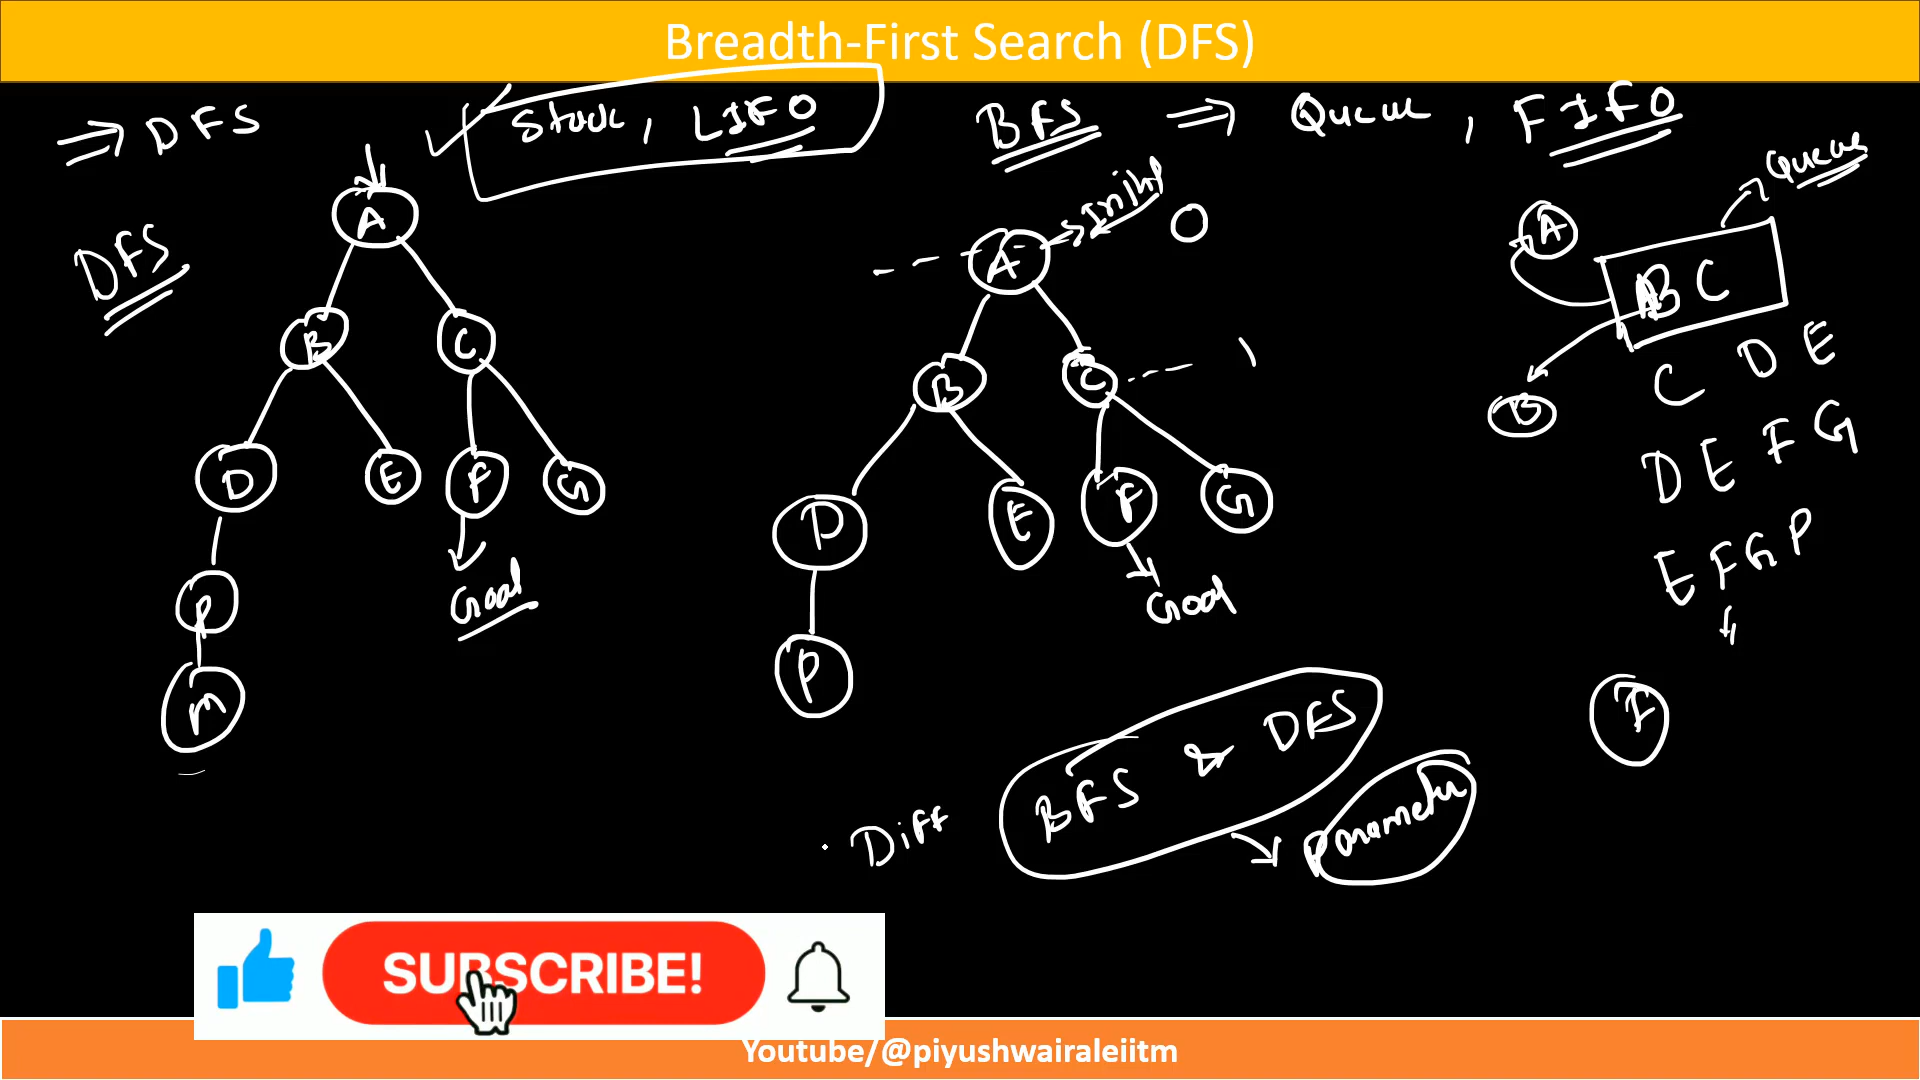 Breadth-First Search (DFS)
⇒ DFS ✓ Stack, LIFO
BFS ⇒ Queue, FIFO
DFS
A
B C
D E F G
P Goal
M
A → Initial 0
B C 1
D E F G
P Goal
Queue
A
B C
B
C D E
D E F G
E F G P
F
Diff BFS & DFS
→ Parameter
SUBSCRIBE!
Youtube/@piyushwairaleiitm